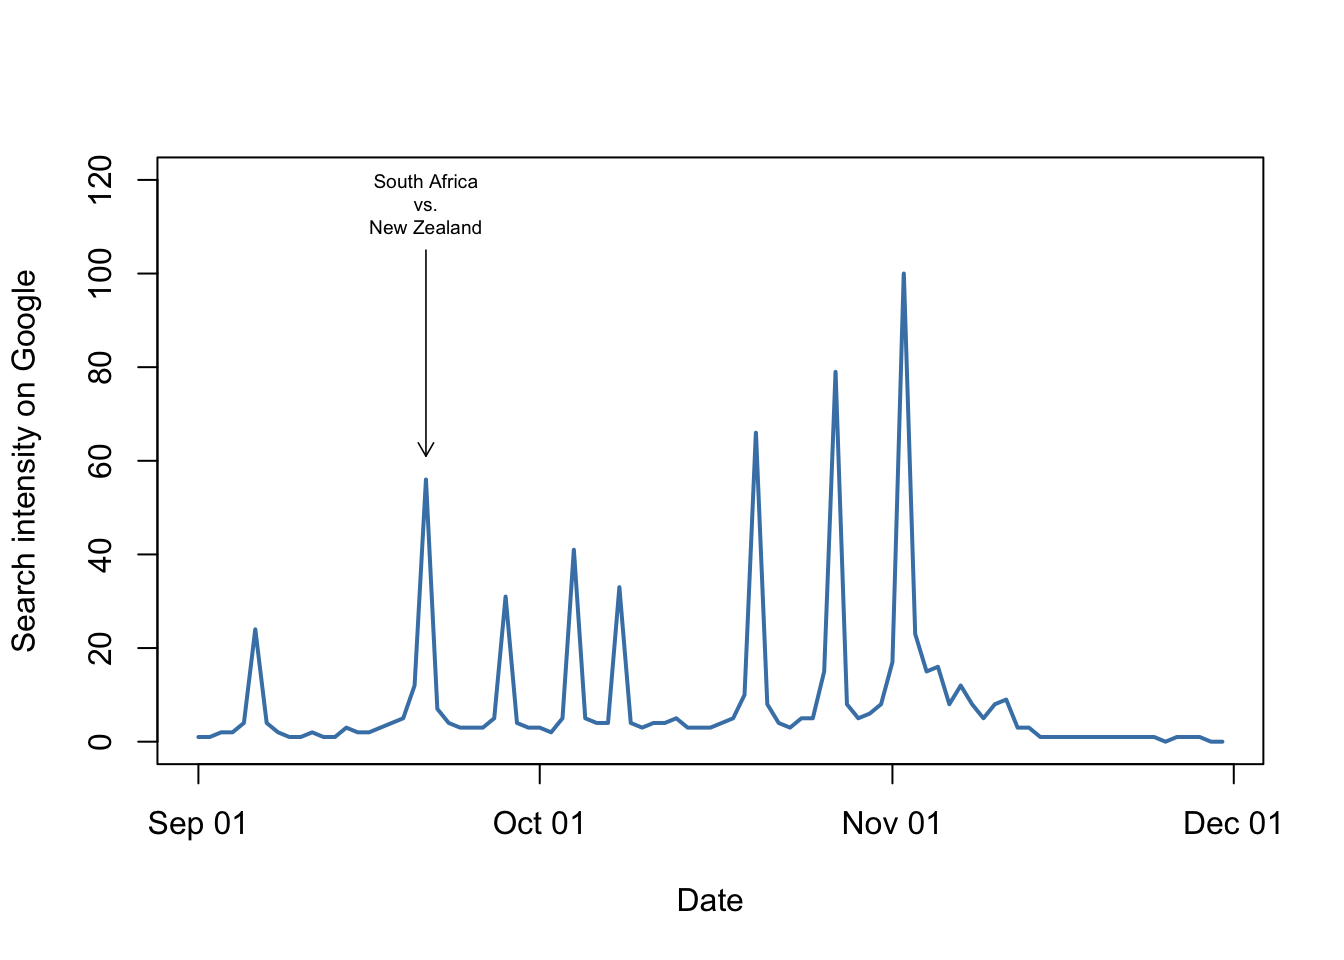 South Africa
vs.
New Zealand
120
100
80
60
40
20
0
Search intensity on Google
Sep 01 Oct 01 Nov 01 Dec 01
Date